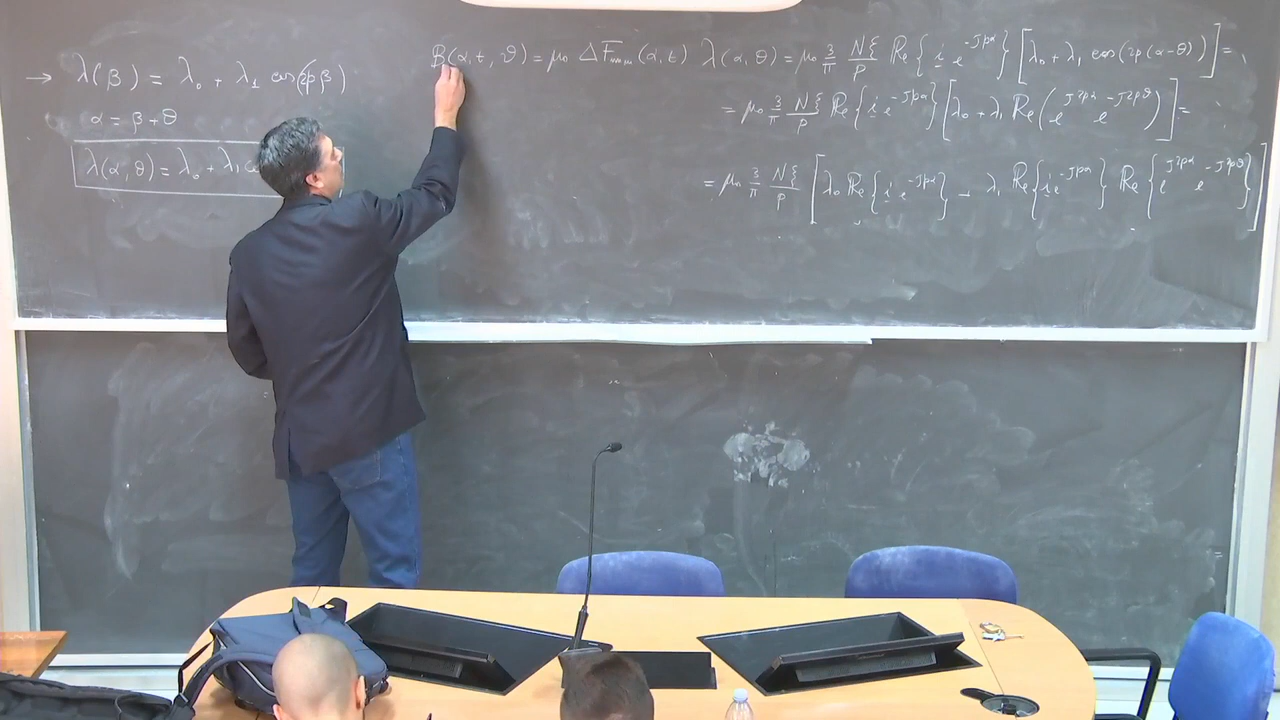 → λ(β) = λ₀ + λ₁ cos(2pβ)
α = β + θ
λ(α, θ) = λ₀ + λ₁
B(α, t, ϑ) = μ₀ ΔF̅ₘₘₘ(α, t) λ(α, θ) = μ₀ 3/π Nξ/p Re{i e^{-Jpα}} [λ₀ + λ₁ cos(2p(α-θ))] =
= μ₀ 3/π Nξ/p Re{i e^{-Jpα}} [λ₀ + λ₁ Re(e^{J2pα} e^{-J2pϑ})] =
= μ₀ 3/π Nξ/p [λ₀ Re{i e^{-Jpα}} + λ₁ Re{i e^{-Jpα}} Re{e^{J2pα} e^{-J2pϑ}}]